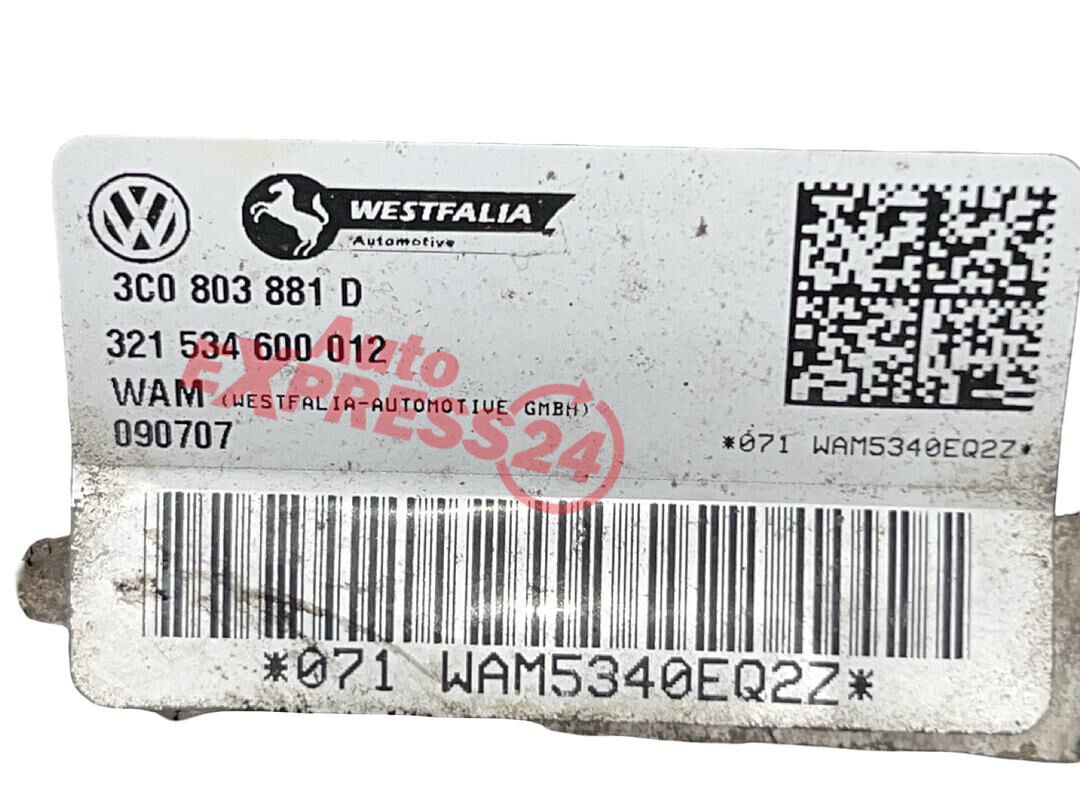 WESTFALIA
Automotive
3C0 803 881 D
321 534 600 012
WAM (WESTFALIA-AUTOMOTIVE GMBH)
090707
*071 WAM5340EQ2Z*
Auto
EXPRESS24
*071 WAM5340EQ2Z*